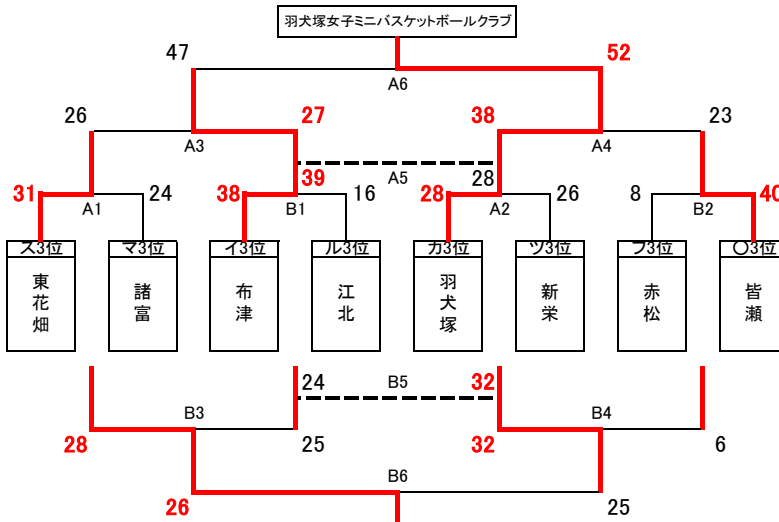 羽犬塚女子ミニバスケットボールクラブ
47
52
A6
26
27
38
23
A3
A4
A5
31
24
38
39
16
28
28
26
8
40
A1
B1
A2
B2
ス3位
マ3位
イ3位
ル3位
カ3位
ツ3位
フ3位
〇3位
東花畑
諸富
布津
江北
羽犬塚
新栄
赤松
皆瀬
24
B5
32
B3
B4
28
25
32
6
B6
26
25